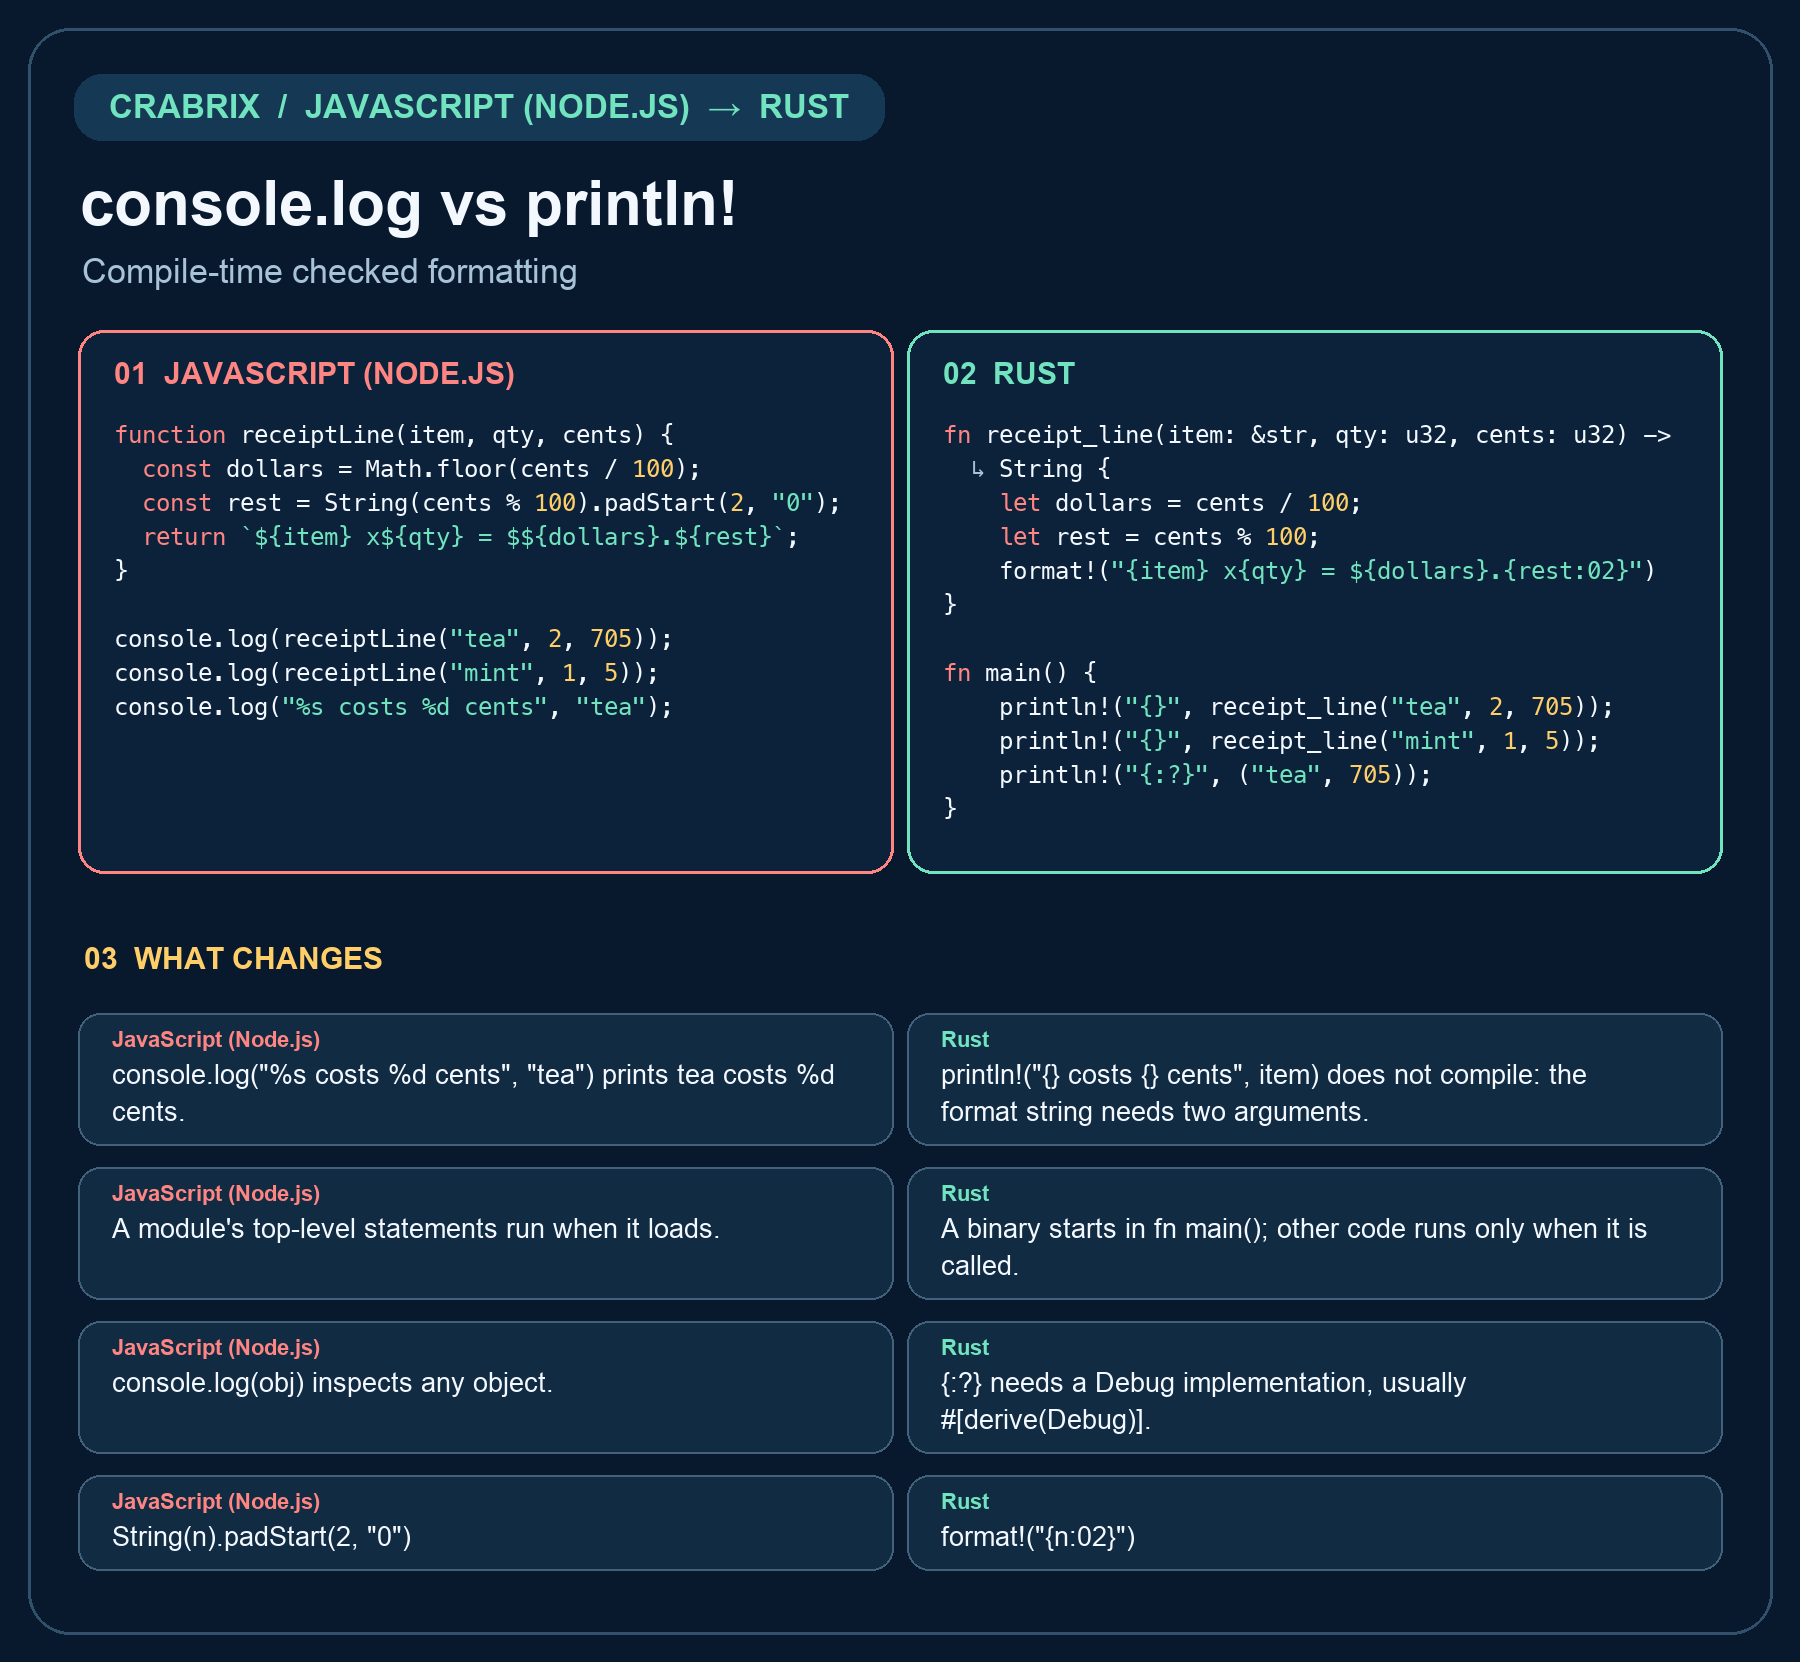 CRABRIX / JAVASCRIPT (NODE.JS) → RUST
console.log vs println!
Compile-time checked formatting
01 JAVASCRIPT (NODE.JS)
function receiptLine(item, qty, cents) {
  const dollars = Math.floor(cents / 100);
  const rest = String(cents % 100).padStart(2, "0");
  return `${item} x${qty} = $${dollars}.${rest}`;
}
console.log(receiptLine("tea", 2, 705));
console.log(receiptLine("mint", 1, 5));
console.log("%s costs %d cents", "tea");
02 RUST
fn receipt_line(item: &str, qty: u32, cents: u32) ->
  ↳ String {
    let dollars = cents / 100;
    let rest = cents % 100;
    format!("{item} x{qty} = ${dollars}.{rest:02}")
}
fn main() {
    println!("{}", receipt_line("tea", 2, 705));
    println!("{}", receipt_line("mint", 1, 5));
    println!("{:?}", ("tea", 705));
}
03 WHAT CHANGES
JavaScript (Node.js)
console.log("%s costs %d cents", "tea") prints tea costs %d
cents.
Rust
println!("{} costs {} cents", item) does not compile: the
format string needs two arguments.
JavaScript (Node.js)
A module's top-level statements run when it loads.
Rust
A binary starts in fn main(); other code runs only when it is
called.
JavaScript (Node.js)
console.log(obj) inspects any object.
Rust
{:?} needs a Debug implementation, usually
#[derive(Debug)].
JavaScript (Node.js)
String(n).padStart(2, "0")
Rust
format!("{n:02}")